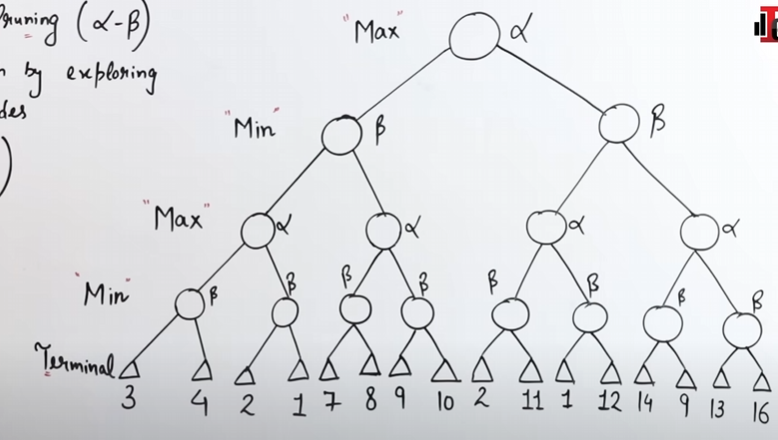 Pruning (α-β)
by exploring
"Max" α
"Min" β β
"Max" α α α α
"Min" β β β β β β β β
Terminal
3 4 2 1 7 8 9 10 2 11 1 12 14 9 13 16